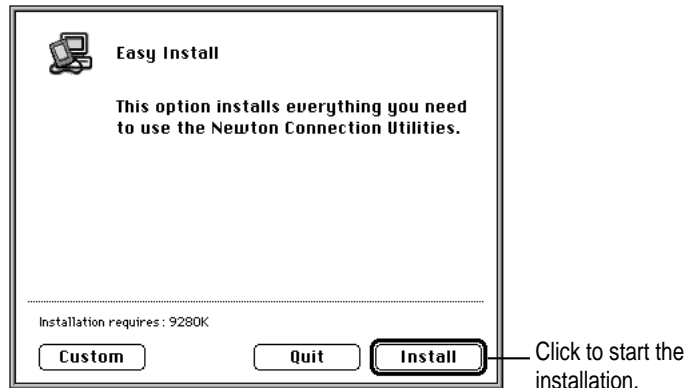 Easy Install
This option installs everything you need
to use the Newton Connection Utilities.
Installation requires: 9280K
Custom
Quit
Install
Click to start the
installation.